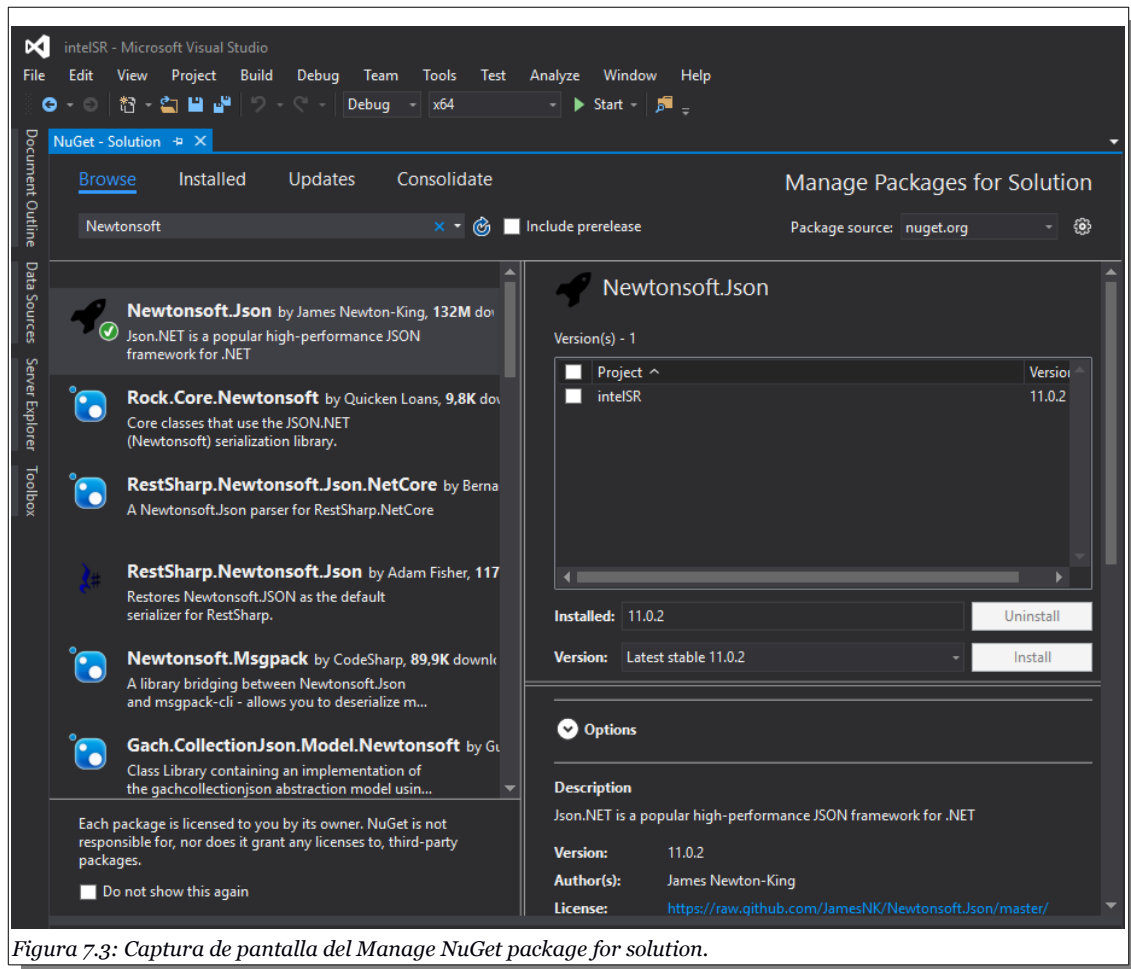 intelSR - Microsoft Visual Studio
File Edit View Project Build Debug Team Tools Test Analyze Window Help
Debug x64 Start
Document Outline
Data Sources
Server Explorer
Toolbox
NuGet - Solution
Browse Installed Updates Consolidate
Manage Packages for Solution
Newtonsoft
Include prerelease
Package source: nuget.org
Newtonsoft.Json by James Newton-King, 132M dov
Json.NET is a popular high-performance JSON
framework for .NET
Rock.Core.Newtonsoft by Quicken Loans, 9,8K dov
Core classes that use the JSON.NET
(Newtonsoft) serialization library.
RestSharp.Newtonsoft.Json.NetCore by Berna
A Newtonsoft.Json parser for RestSharp.NetCore
RestSharp.Newtonsoft.Json by Adam Fisher, 117
Restores Newtonsoft.JSON as the default
serializer for RestSharp.
Newtonsoft.Msgpack by CodeSharp, 89,9K downlo
A library bridging between Newtonsoft.Json
and msgpack-cli - allows you to deserialize m...
Gach.CollectionJson.Model.Newtonsoft by Gu
Class Library containing an implementation of
the gachcollectionjson abstraction model usin...
Each package is licensed to you by its owner. NuGet is not
responsible for, nor does it grant any licenses to, third-party
packages.
Do not show this again
Newtonsoft.Json
Version(s) - 1
Project Version
intelSR 11.0.2
Installed: 11.0.2 Uninstall
Version: Latest stable 11.0.2 Install
Options
Description
Json.NET is a popular high-performance JSON framework for .NET
Version: 11.0.2
Author(s): James Newton-King
License: https://raw.github.com/JamesNK/Newtonsoft.Json/master/
Figura 7.3: Captura de pantalla del Manage NuGet package for solution.